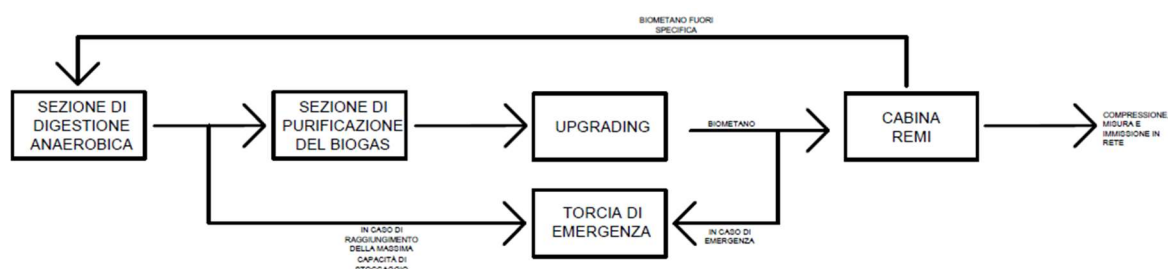 BIOMETANO FUORI
SPECIFICA
SEZIONE DI
DIGESTIONE
ANAEROBICA
SEZIONE DI
PURIFICAZIONE
DEL BIOGAS
UPGRADING
BIOMETANO
CABINA
REMI
COMPRESSIONE
MISURA E
IMMISSIONE IN
RETE
TORCIA DI
EMERGENZA
IN CASO DI
RAGGIUNGIMENTO
DELLA MASSIMA
CAPACITÀ DI
STOCCAGGIO
IN CASO DI
EMERGENZA